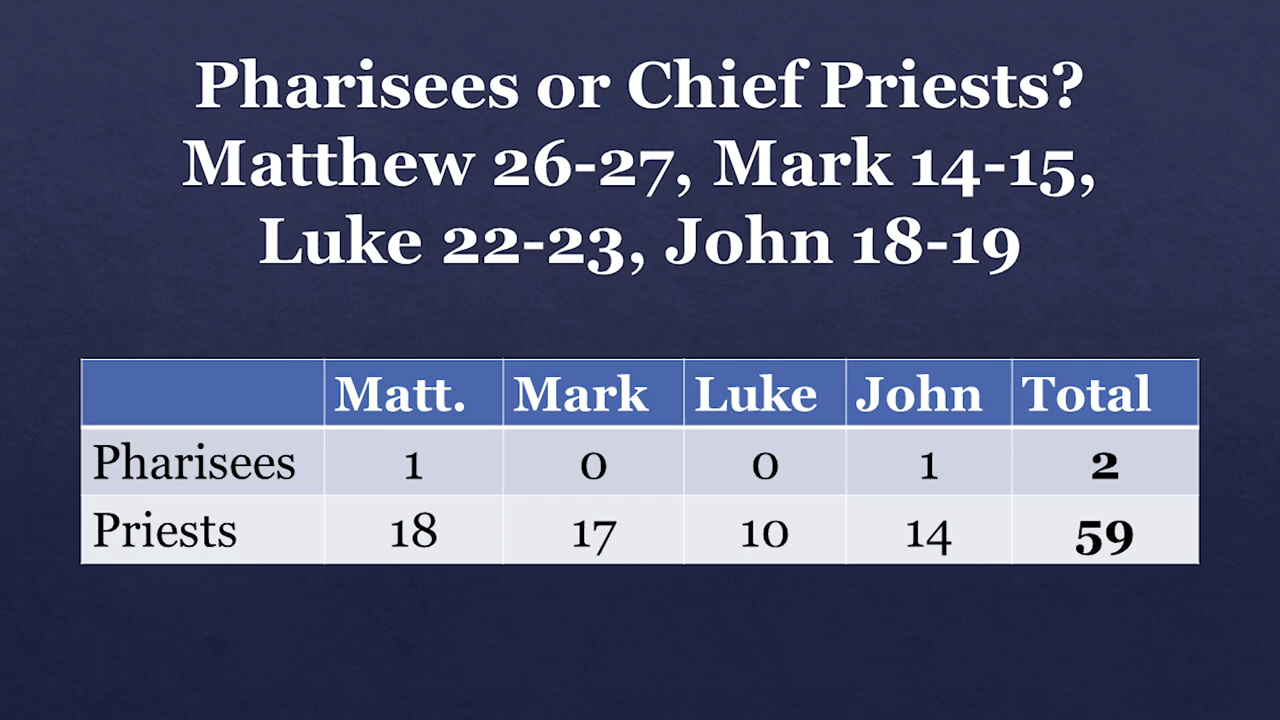 Pharisees or Chief Priests?
Matthew 26-27, Mark 14-15,
Luke 22-23, John 18-19
Matt. Mark Luke John Total
Pharisees 1 0 0 1 2
Priests 18 17 10 14 59